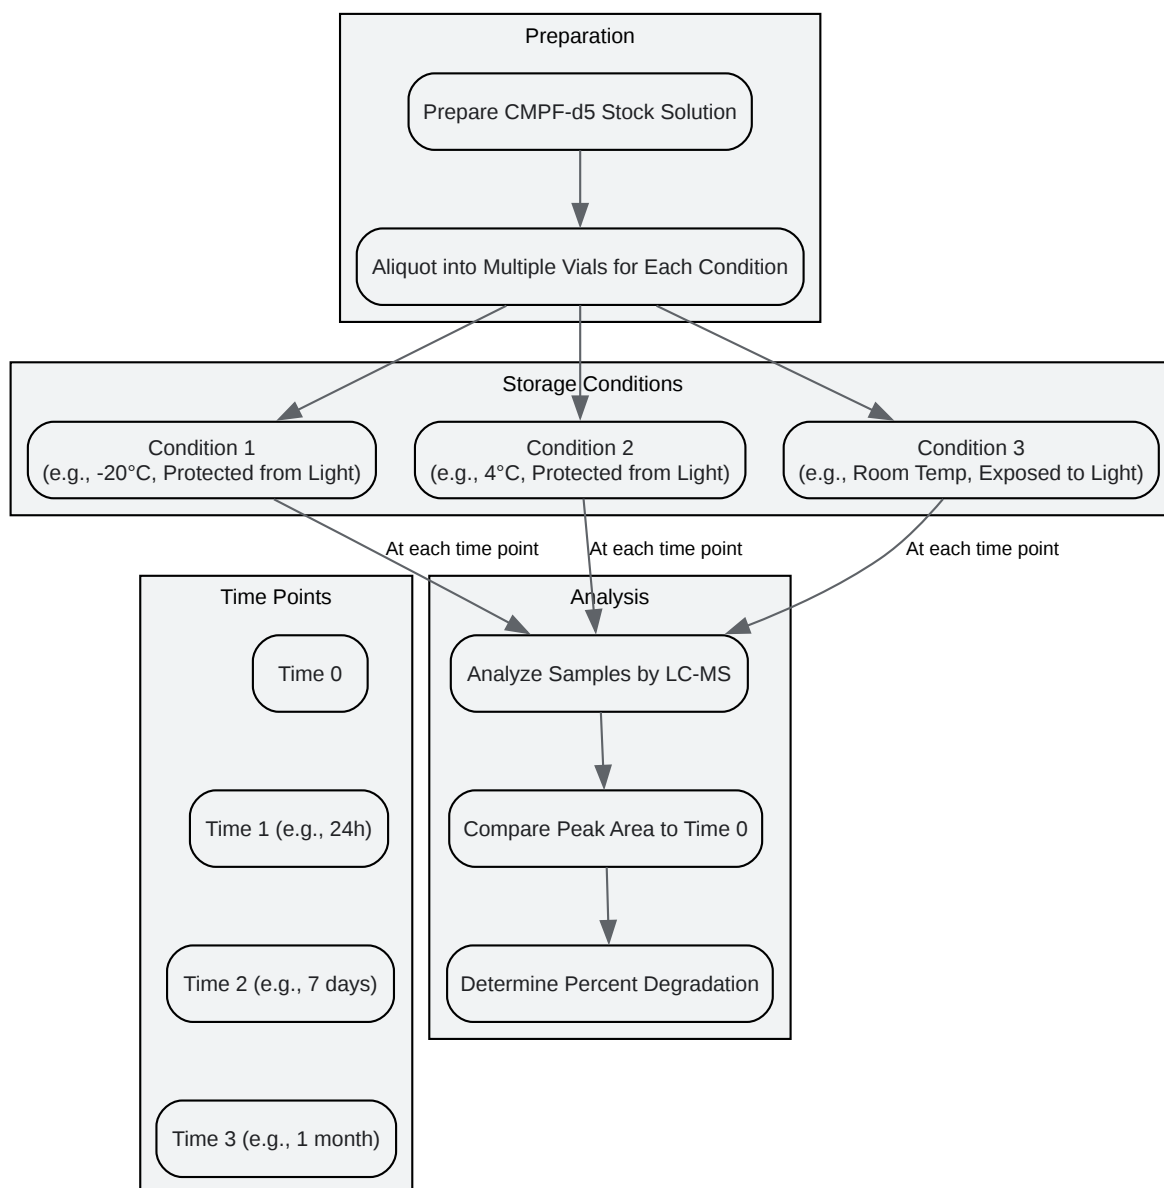 Preparation
Prepare CMPF-d5 Stock Solution
Aliquot into Multiple Vials for Each Condition
Storage Conditions
Condition 1
(e.g., -20°C, Protected from Light)
Condition 2
(e.g., 4°C, Protected from Light)
Condition 3
(e.g., Room Temp, Exposed to Light)
At each time point
At each time point
At each time point
Time Points
Time 0
Time 1 (e.g., 24h)
Time 2 (e.g., 7 days)
Time 3 (e.g., 1 month)
Analysis
Analyze Samples by LC-MS
Compare Peak Area to Time 0
Determine Percent Degradation